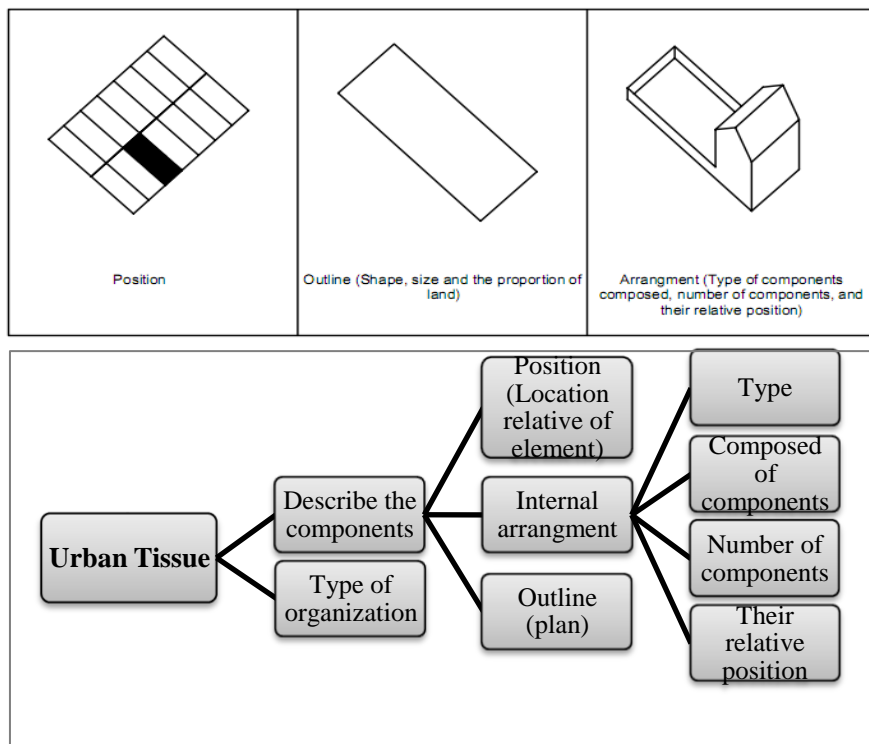 Position
Outline (Shape, size and the proportion of
land)
Arrangment (Type of components
composed, number of components, and
their relative position)
Urban Tissue
Describe the
components
Type of
organization
Position
(Location
relative of
element)
Internal
arrangment
Outline
(plan)
Type
Composed
of
components
Number of
components
Their
relative
position